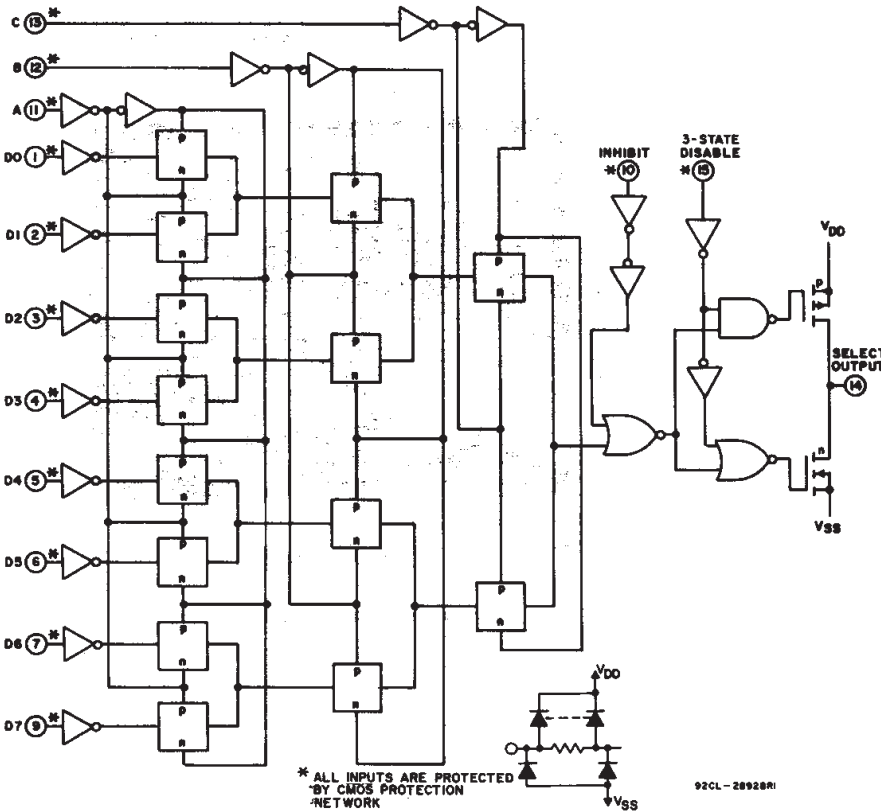 C 13 *
B 12 *
A 11 *
D0 1 *
D1 2 *
D2 3 *
D3 4 *
D4 5 *
D5 6 *
D6 7 *
D7 9 *
p
n
p
n
p
n
p
n
p
n
p
n
p
n
p
n
p
n
p
n
p
n
p
n
p
n
p
n
INHIBIT
* 10
3-STATE
DISABLE
* 15
VDD
p
SELECT
OUTPUT
14
n
VSS
VDD
VSS
* ALL INPUTS ARE PROTECTED
BY CMOS PROTECTION
NETWORK
92CL-28928R1